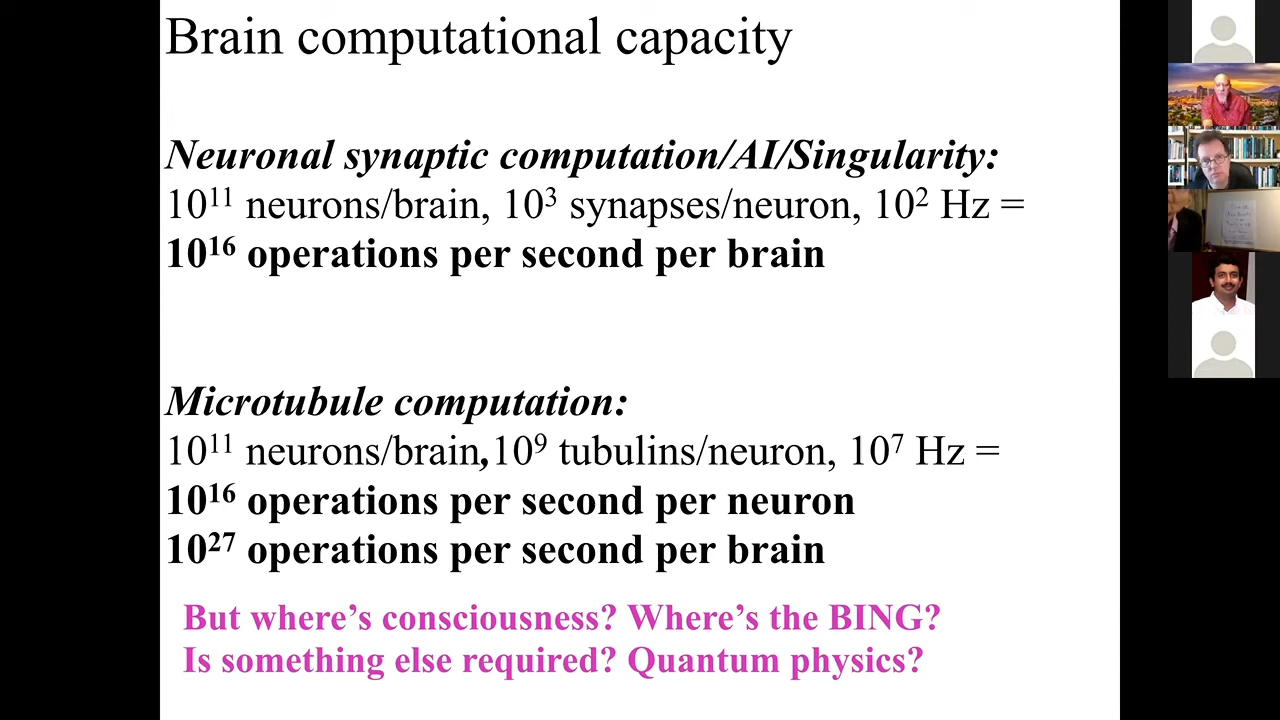 Brain computational capacity
Neuronal synaptic computation/AI/Singularity:
10¹¹ neurons/brain, 10³ synapses/neuron, 10² Hz =
10¹⁶ operations per second per brain
Microtubule computation:
10¹¹ neurons/brain,10⁹ tubulins/neuron, 10⁷ Hz =
10¹⁶ operations per second per neuron
10²⁷ operations per second per brain
But where’s consciousness? Where’s the BING?
Is something else required? Quantum physics?